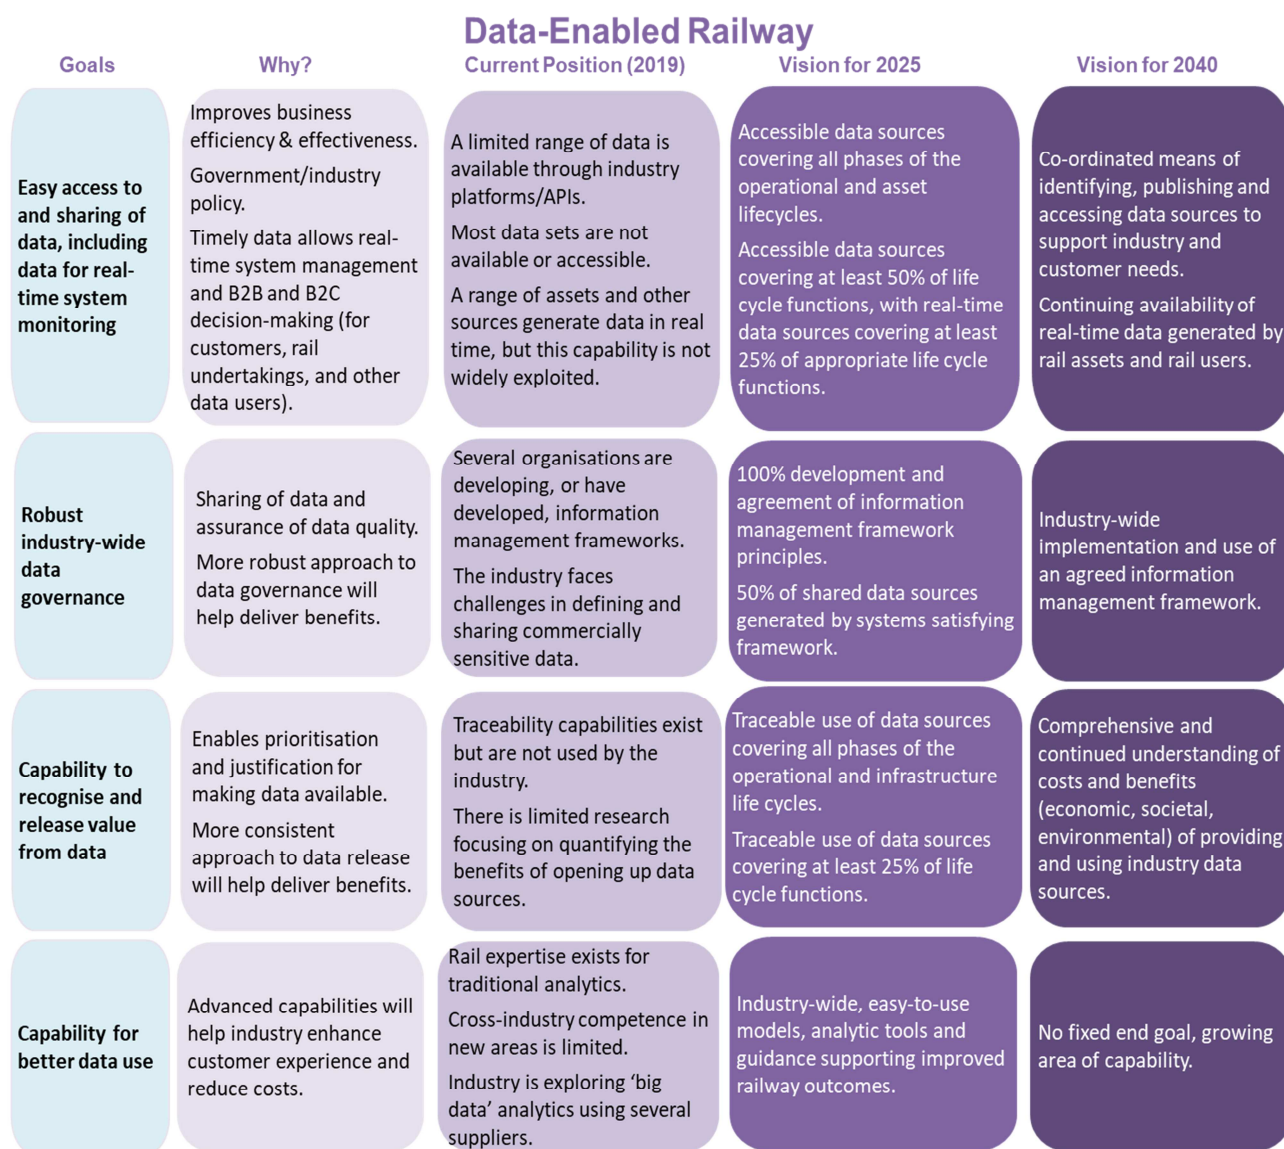 Data-Enabled Railway
Goals
Why?
Current Position (2019)
Vision for 2025
Vision for 2040
Easy access to
and sharing of
data, including
data for real-
time system
monitoring
Improves business
efficiency & effectiveness.
Government/industry
policy.
Timely data allows real-
time system management
and B2B and B2C
decision-making (for
customers, rail
undertakings, and other
data users).
A limited range of data is
available through industry
platforms/APIs.
Most data sets are not
available or accessible.
A range of assets and other
sources generate data in real
time, but this capability is not
widely exploited.
Accessible data sources
covering all phases of the
operational and asset
lifecycles.
Accessible data sources
covering at least 50% of life
cycle functions, with real-time
data sources covering at least
25% of appropriate life cycle
functions.
Co-ordinated means of
identifying, publishing and
accessing data sources to
support industry and
customer needs.
Continuing availability of
real-time data generated by
rail assets and rail users.
Robust
industry-wide
data
governance
Sharing of data and
assurance of data quality.
More robust approach to
data governance will
help deliver benefits.
Several organisations are
developing, or have
developed, information
management frameworks.
The industry faces
challenges in defining and
sharing commercially
sensitive data.
100% development and
agreement of information
management framework
principles.
50% of shared data sources
generated by systems satisfying
framework.
Industry-wide
implementation and use of
an agreed information
management framework.
Capability to
recognise and
release value
from data
Enables prioritisation
and justification for
making data available.
More consistent
approach to data release
will help deliver benefits.
Traceability capabilities exist
but are not used by the
industry.
There is limited research
focusing on quantifying the
benefits of opening up data
sources.
Traceable use of data sources
covering all phases of the
operational and infrastructure
life cycles.
Traceable use of data sources
covering at least 25% of life
cycle functions.
Comprehensive and
continued understanding of
costs and benefits
(economic, societal,
environmental) of providing
and using industry data
sources.
Capability for
better data use
Advanced capabilities will
help industry enhance
customer experience and
reduce costs.
Rail expertise exists for
traditional analytics.
Cross-industry competence in
new areas is limited.
Industry is exploring ‘big
data’ analytics using several
suppliers.
Industry-wide, easy-to-use
models, analytic tools and
guidance supporting improved
railway outcomes.
No fixed end goal, growing
area of capability.